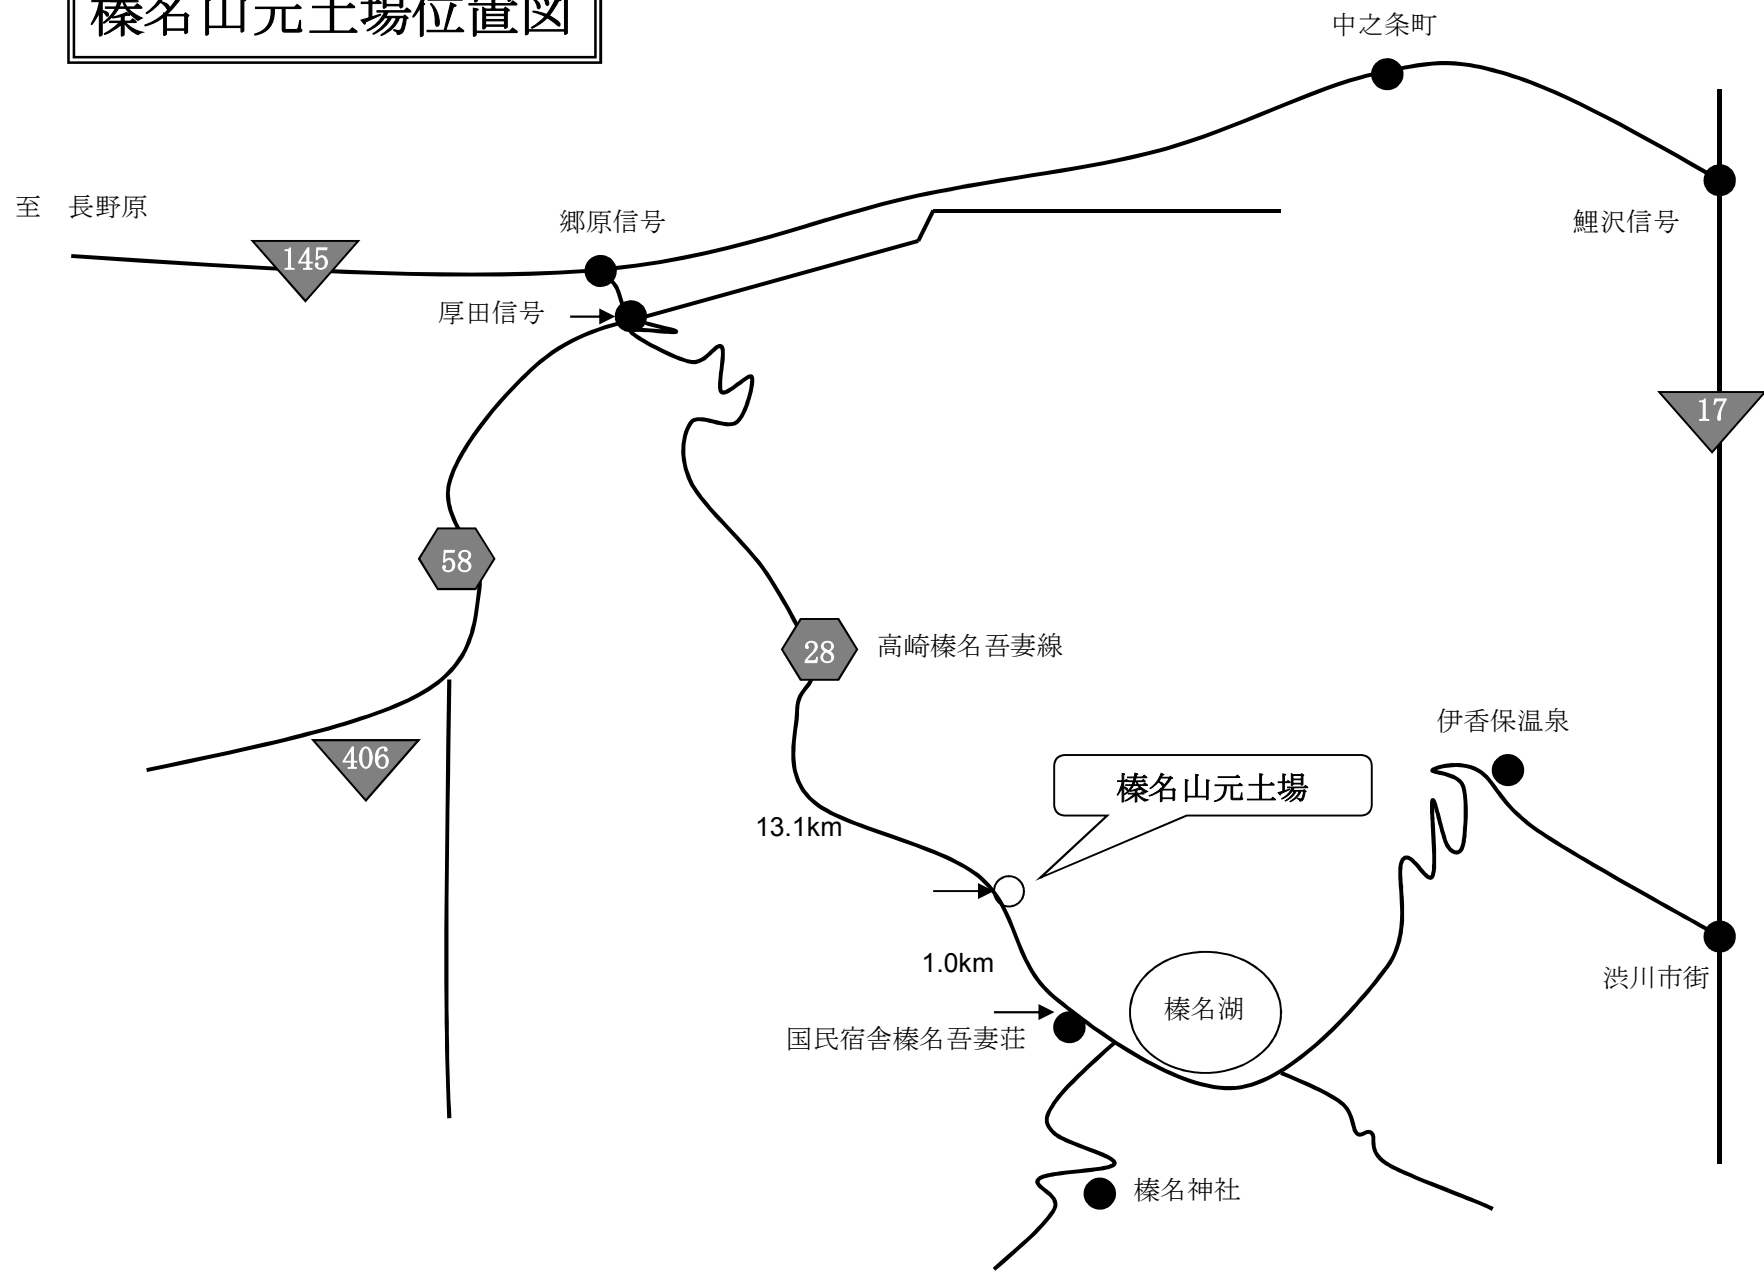 榛名山元土場位置図
中之条町
至　長野原
郷原信号
鯉沢信号
145
厚田信号
17
58
28
高崎榛名吾妻線
伊香保温泉
406
榛名山元土場
13.1km
1.0km
渋川市街
榛名湖
国民宿舎榛名吾妻荘
榛名神社